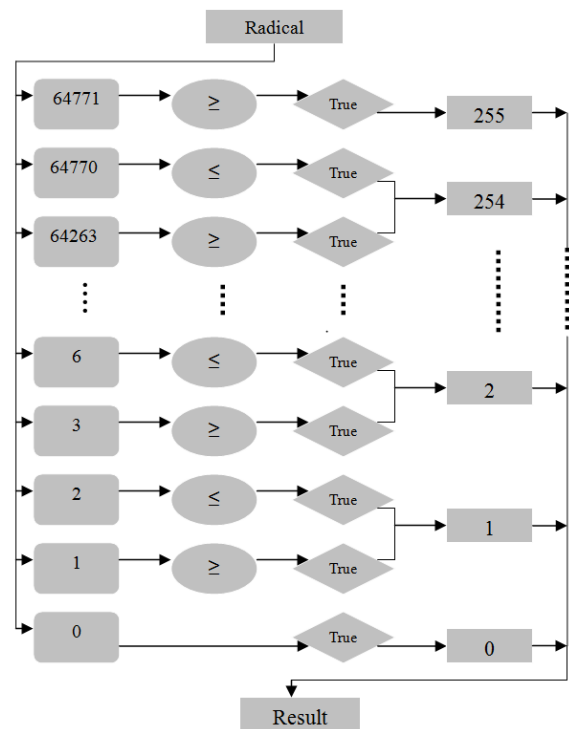 Radical
64771 ≥ True 255
64770 ≤ True
254
64263 ≥ True
6 ≤ True
2
3 ≥ True
2 ≤ True
1
1 ≥ True
0 True 0
Result